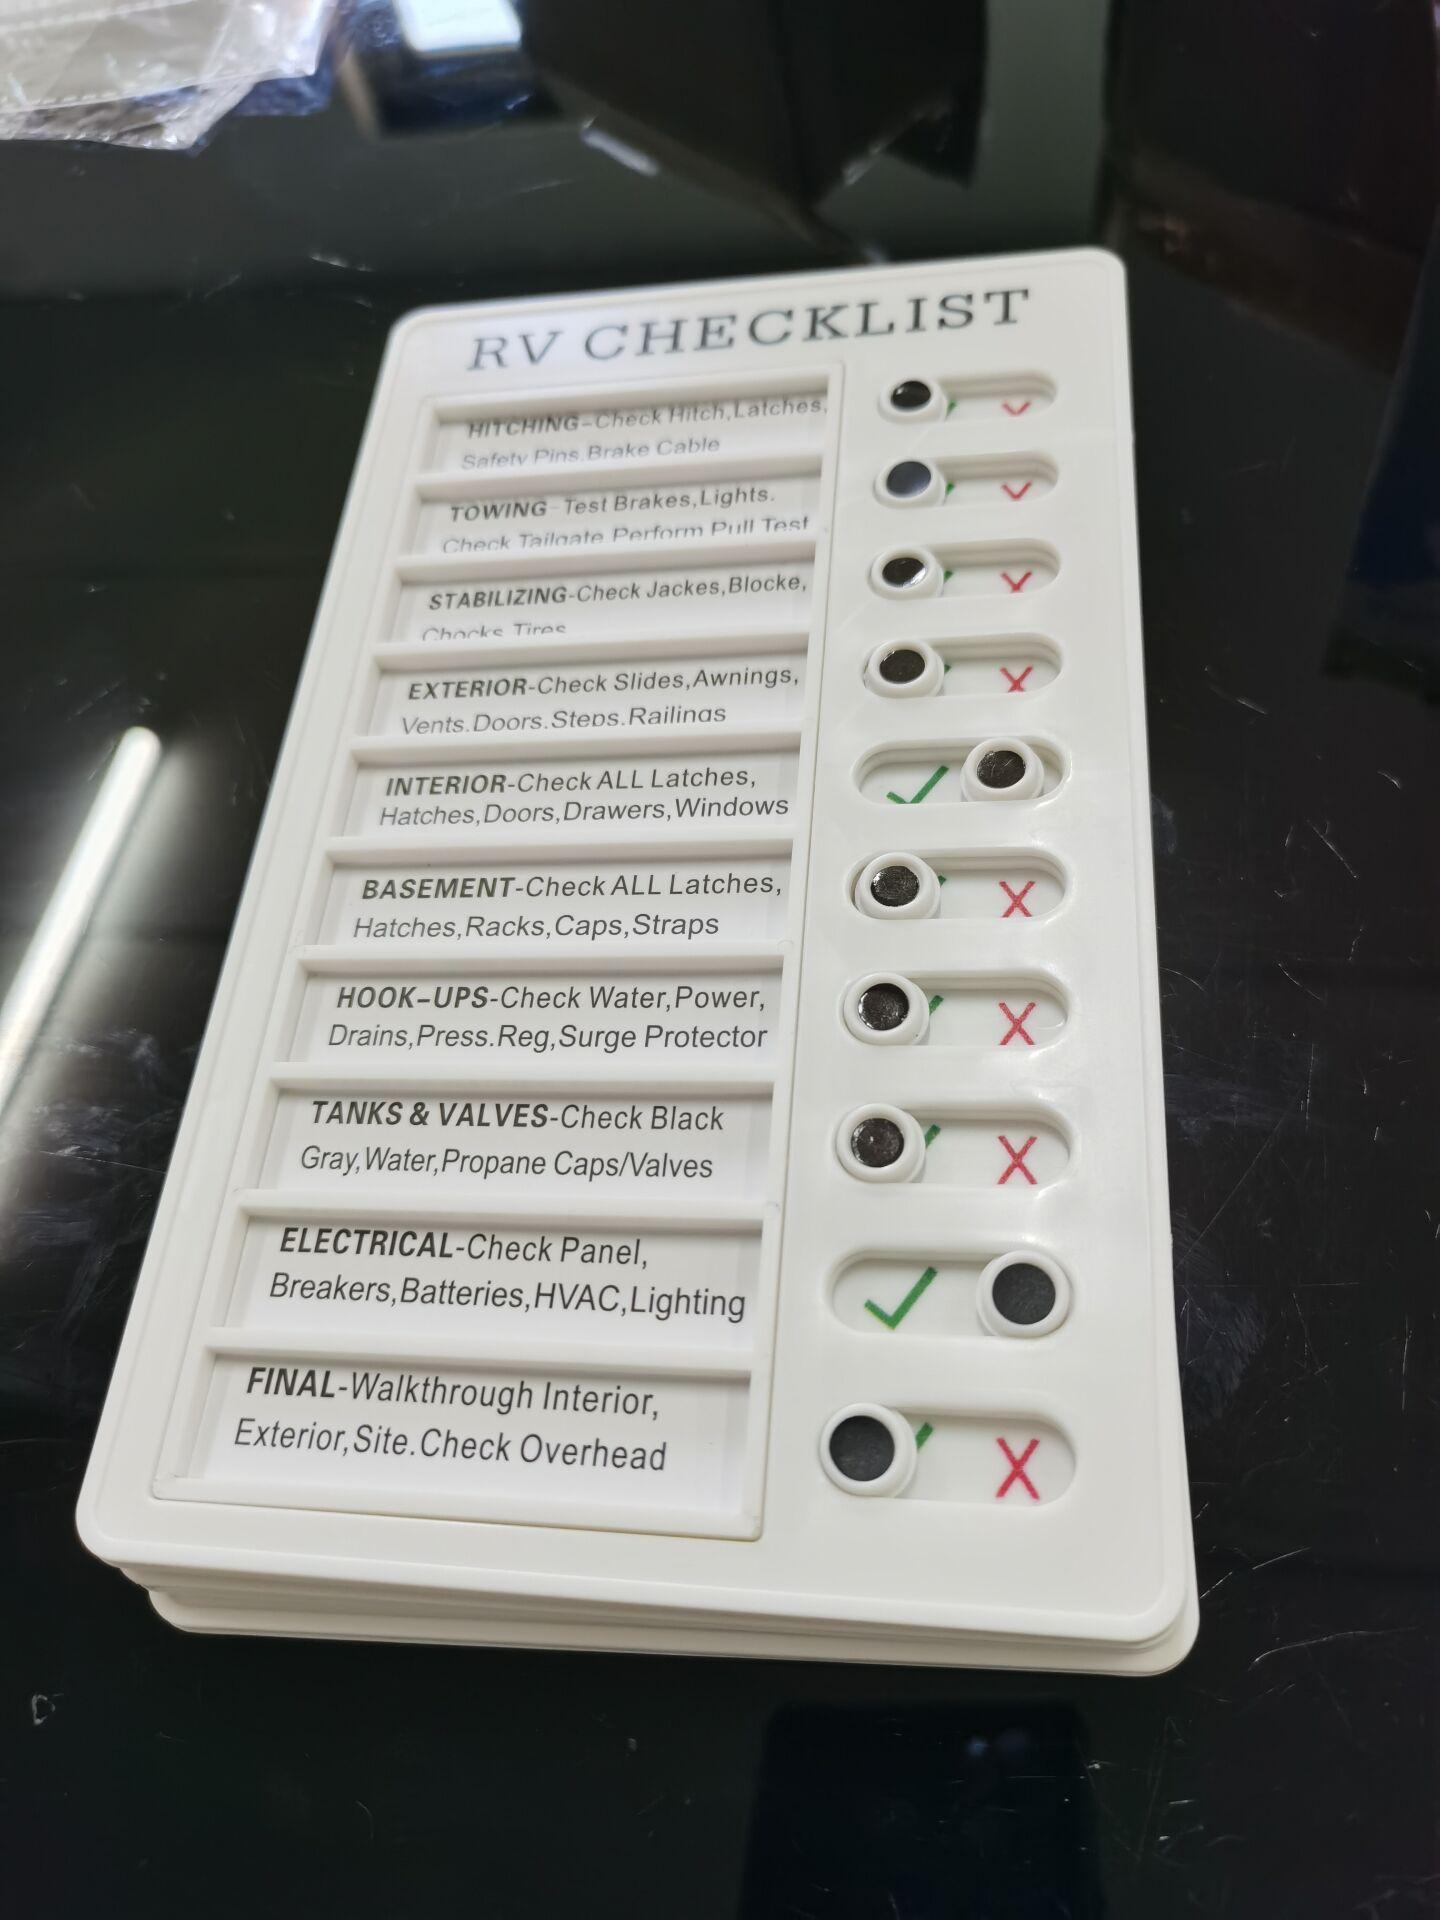 RV CHECKLIST
HITCHING-Check Hitch,Latches,
Safety Pins.Brake Cable
TOWING-Test Brakes,Lights.
Check Tailgate Perform Pull Test
STABILIZING-Check Jackes,Blocke,
Chocks Tires
EXTERIOR-Check Slides,Awnings,
Vents.Doors.Steps.Railings
INTERIOR-Check ALL Latches,
Hatches,Doors,Drawers,Windows
BASEMENT-Check ALL Latches,
Hatches,Racks,Caps,Straps
HOOK-UPS-Check Water,Power,
Drains,Press.Reg,Surge Protector
TANKS & VALVES-Check Black
Gray,Water,Propane Caps/Valves
ELECTRICAL-Check Panel,
Breakers,Batteries,HVAC,Lighting
FINAL-Walkthrough Interior,
Exterior,Site.Check Overhead